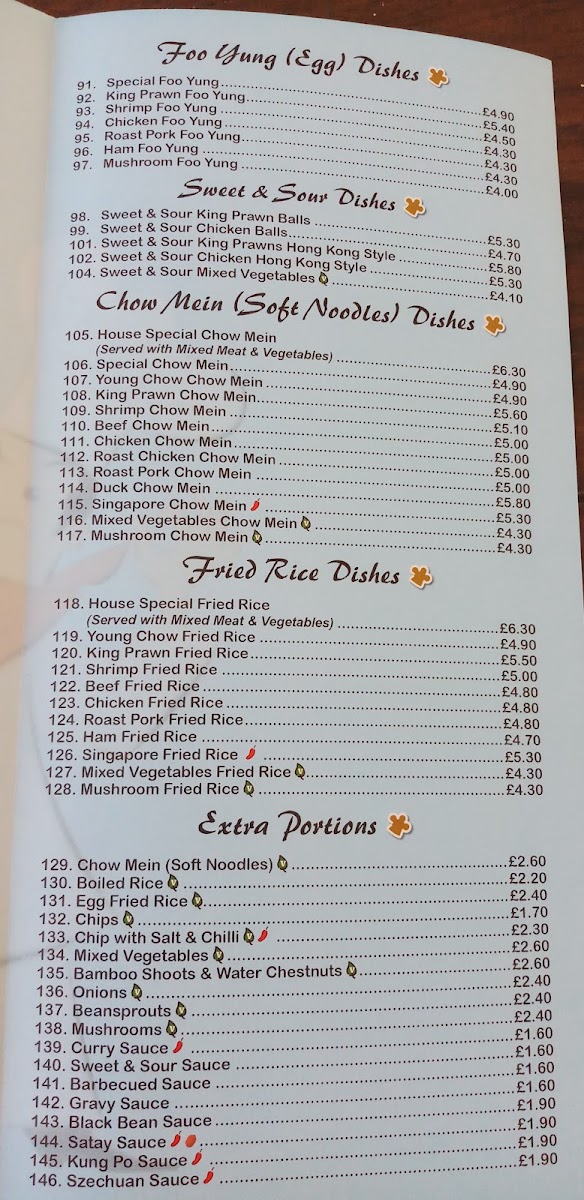 Foo Yung (Egg) Dishes
91. Special Foo Yung £4.90
92. King Prawn Foo Yung £5.40
93. Shrimp Foo Yung £4.50
94. Chicken Foo Yung £4.30
95. Roast Pork Foo Yung £4.30
96. Ham Foo Yung £4.30
97. Mushroom Foo Yung £4.00
Sweet & Sour Dishes
98. Sweet & Sour King Prawn Balls £5.30
99. Sweet & Sour Chicken Balls £4.70
101. Sweet & Sour King Prawns Hong Kong Style £5.80
102. Sweet & Sour Chicken Hong Kong Style £5.30
104. Sweet & Sour Mixed Vegetables V £4.10
Chow Mein (Soft Noodles) Dishes
105. House Special Chow Mein
(Served with Mixed Meat & Vegetables) £6.30
106. Special Chow Mein £4.90
107. Young Chow Chow Mein £4.90
108. King Prawn Chow Mein £5.60
109. Shrimp Chow Mein £5.10
110. Beef Chow Mein £5.00
111. Chicken Chow Mein £5.00
112. Roast Chicken Chow Mein £5.00
113. Roast Pork Chow Mein £5.00
114. Duck Chow Mein £5.80
115. Singapore Chow Mein £5.30
116. Mixed Vegetables Chow Mein V £4.30
117. Mushroom Chow Mein V £4.30
Fried Rice Dishes
118. House Special Fried Rice
(Served with Mixed Meat & Vegetables) £6.30
119. Young Chow Fried Rice £4.90
120. King Prawn Fried Rice £5.50
121. Shrimp Fried Rice £5.00
122. Beef Fried Rice £4.80
123. Chicken Fried Rice £4.80
124. Roast Pork Fried Rice £4.80
125. Ham Fried Rice £4.70
126. Singapore Fried Rice £5.30
127. Mixed Vegetables Fried Rice V £4.30
128. Mushroom Fried Rice V £4.30
Extra Portions
129. Chow Mein (Soft Noodles) V £2.60
130. Boiled Rice V £2.20
131. Egg Fried Rice V £2.40
132. Chips V £1.70
133. Chip with Salt & Chilli V £2.30
134. Mixed Vegetables V £2.60
135. Bamboo Shoots & Water Chestnuts V £2.60
136. Onions V £2.40
137. Beansprouts V £2.40
138. Mushrooms V £2.40
139. Curry Sauce £1.60
140. Sweet & Sour Sauce £1.60
141. Barbecued Sauce £1.60
142. Gravy Sauce £1.60
143. Black Bean Sauce £1.90
144. Satay Sauce £1.90
145. Kung Po Sauce £1.90
146. Szechuan Sauce £1.90